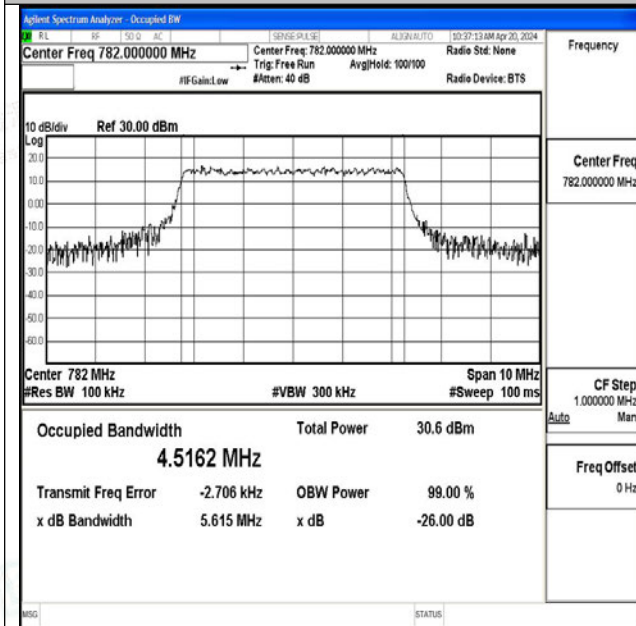 Agilent Spectrum Analyzer - Occupied BW
RL RF 50 Ω AC SENSE:PULSE ALIGN AUTO 10:37:13 AM Apr 20, 2024
Center Freq 782.000000 MHz Center Freq: 782.000000 MHz Radio Std: None
Trig: Free Run Avg|Hold: 100/100
#IFGain:Low #Atten: 40 dB Radio Device: BTS
Frequency
10 dB/div Ref 30.00 dBm
Log
20.0
10.0
0.00
-10.0
-20.0
-30.0
-40.0
-50.0
-60.0
Center Freq
782.000000 MHz
Center 782 MHz Span 10 MHz
#Res BW 100 kHz #VBW 300 kHz #Sweep 100 ms
CF Step
1.000000 MHz
Auto Man
Occupied Bandwidth Total Power 30.6 dBm
4.5162 MHz
Transmit Freq Error -2.706 kHz OBW Power 99.00 %
x dB Bandwidth 5.615 MHz x dB -26.00 dB
Freq Offset
0 Hz
MSG STATUS